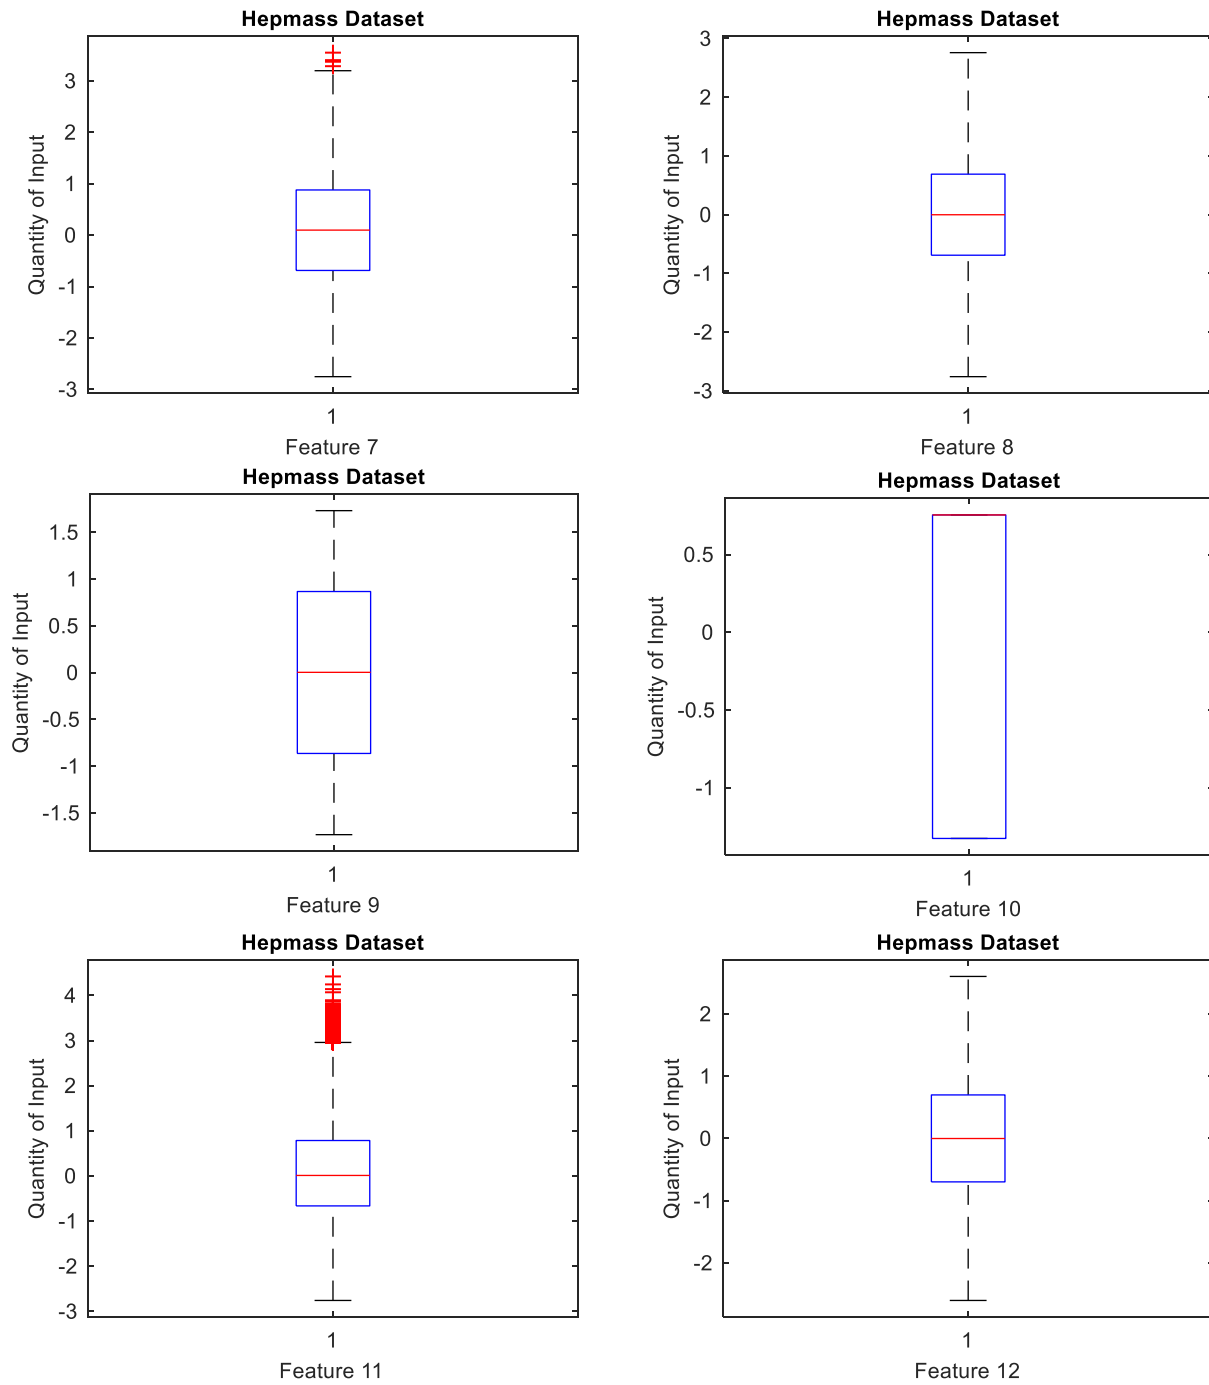 Hepmass Dataset
Quantity of Input
3
2
1
0
-1
-2
-3
1
Feature 7
Hepmass Dataset
Quantity of Input
3
2
1
0
-1
-2
-3
1
Feature 8
Hepmass Dataset
Quantity of Input
1.5
1
0.5
0
-0.5
-1
-1.5
1
Feature 9
Hepmass Dataset
Quantity of Input
0.5
0
-0.5
-1
1
Feature 10
Hepmass Dataset
Quantity of Input
4
3
2
1
0
-1
-2
-3
1
Feature 11
Hepmass Dataset
Quantity of Input
2
1
0
-1
-2
1
Feature 12